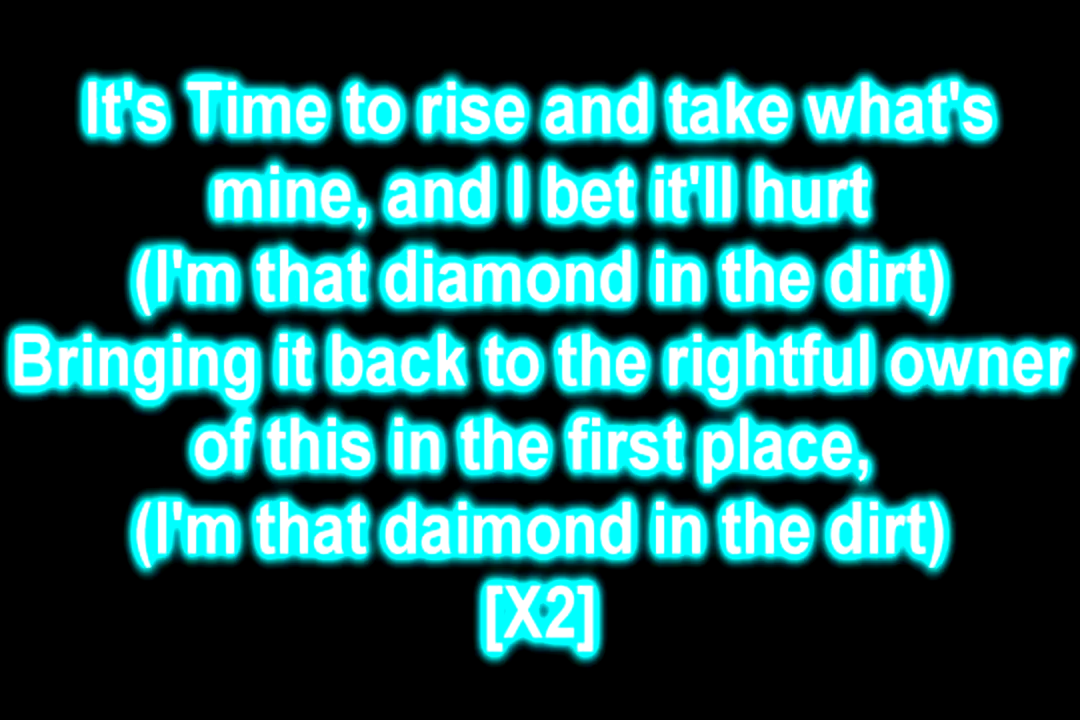 It's Time to rise and take what's
mine, and I bet it'll hurt
(I'm that diamond in the dirt)
Bringing it back to the rightful owner
of this in the first place,
(I'm that daimond in the dirt)
[X2]